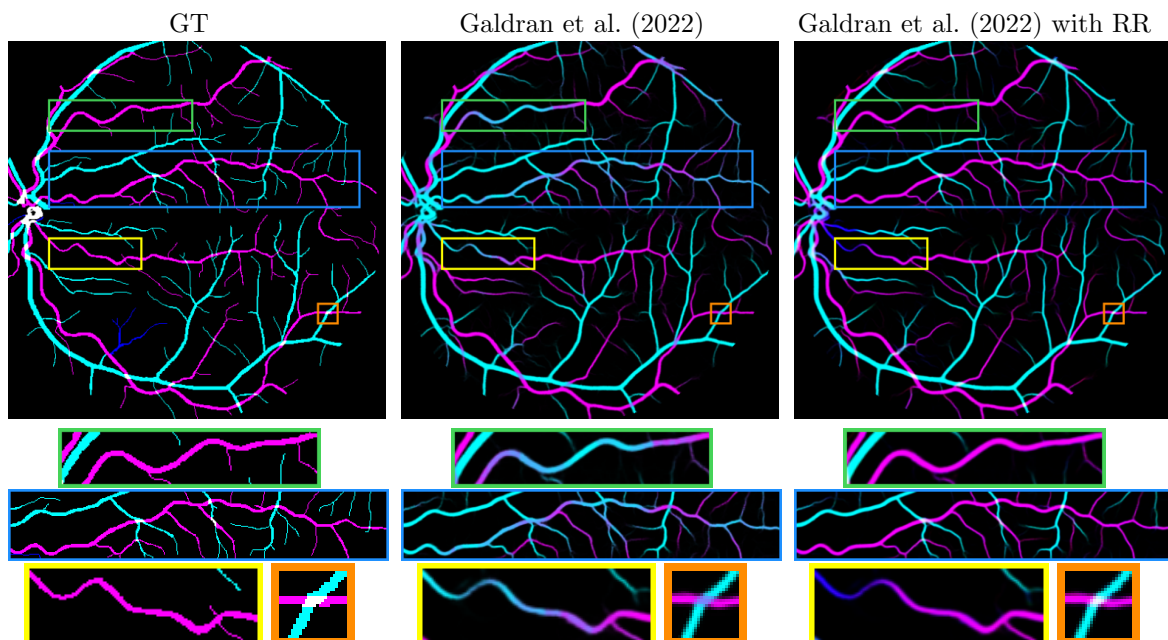 GT
Galdran et al. (2022)
Galdran et al. (2022) with RR